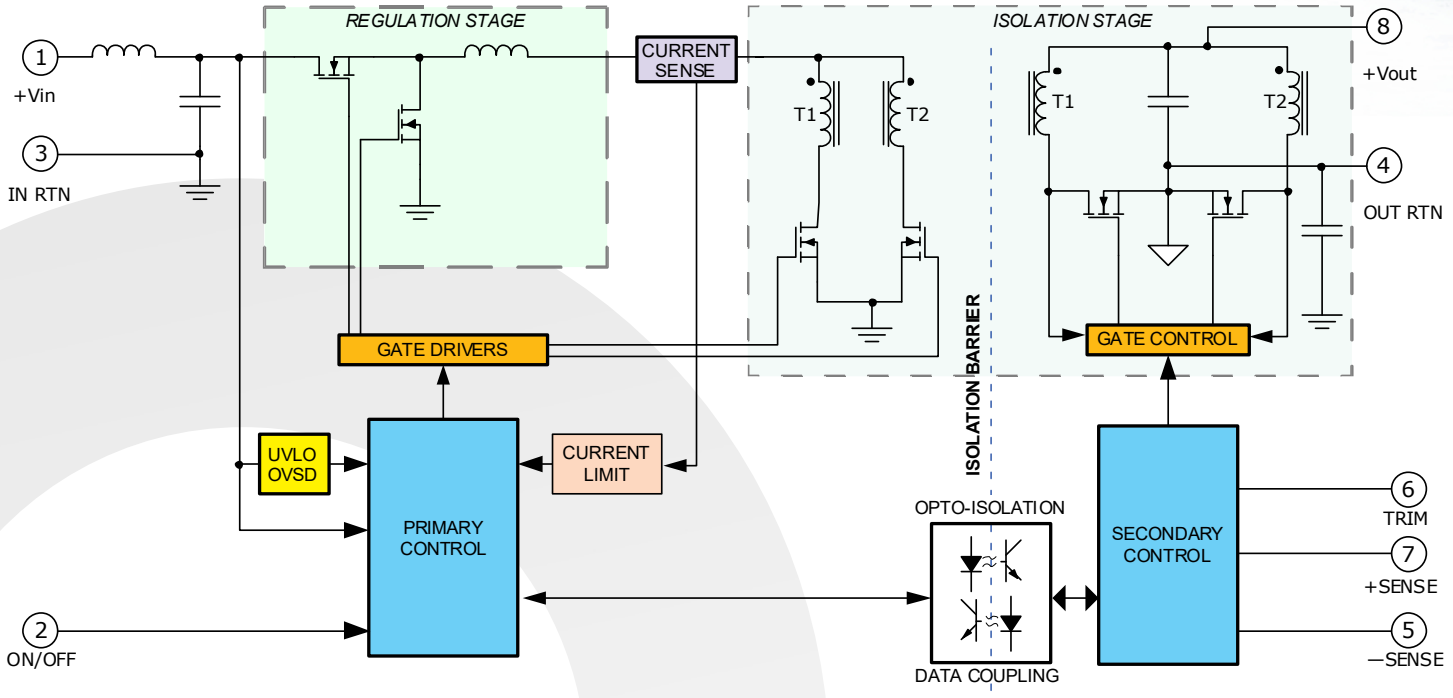 REGULATION STAGE
ISOLATION STAGE
1
+Vin
3
IN RTN
CURRENT
SENSE
T1
T2
T1
T2
8
+Vout
4
OUT RTN
GATE DRIVERS
GATE CONTROL
ISOLATION BARRIER
UVLO
OVSD
PRIMARY
CONTROL
CURRENT
LIMIT
OPTO-ISOLATION
DATA COUPLING
SECONDARY
CONTROL
6
TRIM
7
+SENSE
5
—SENSE
2
ON/OFF